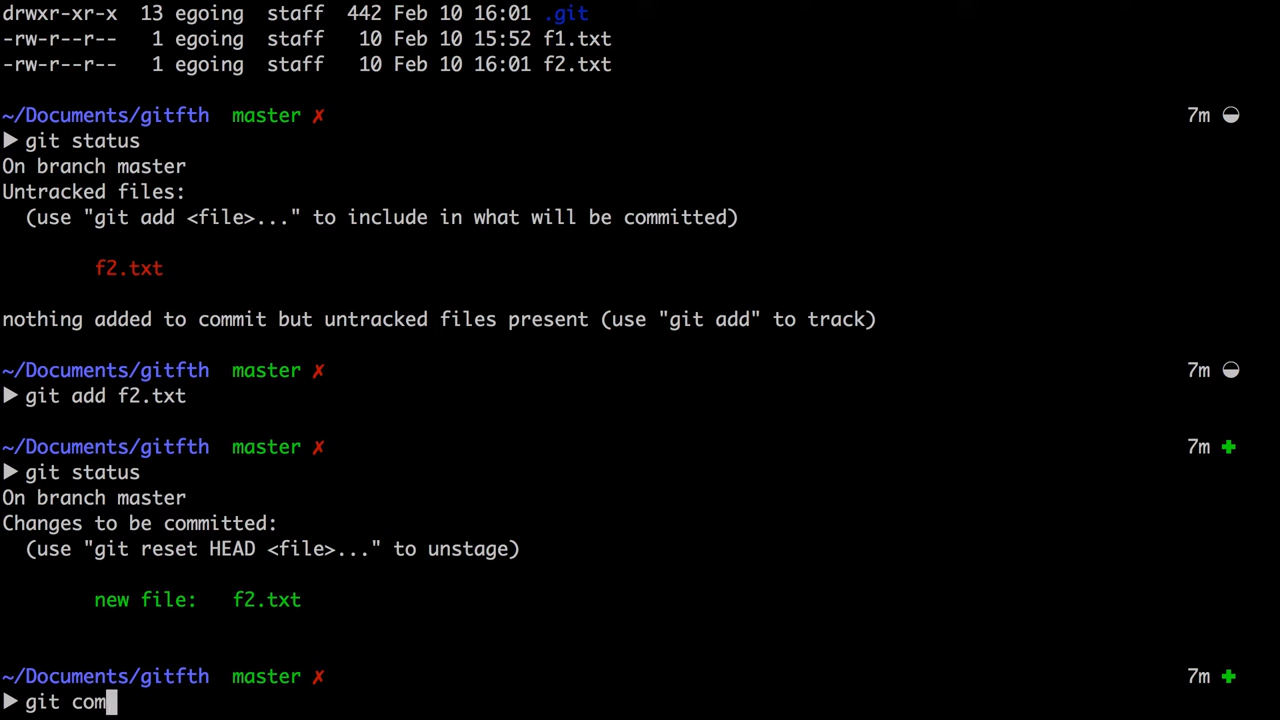 drwxr-xr-x  13 egoing  staff  442 Feb 10 16:01 .git
-rw-r--r--   1 egoing  staff   10 Feb 10 15:52 f1.txt
-rw-r--r--   1 egoing  staff   10 Feb 10 16:01 f2.txt
~/Documents/gitfth  master ✗ 7m ◒
▶ git status
On branch master
Untracked files:
  (use "git add <file>..." to include in what will be committed)
        f2.txt
nothing added to commit but untracked files present (use "git add" to track)
~/Documents/gitfth  master ✗ 7m ◒
▶ git add f2.txt
~/Documents/gitfth  master ✗ 7m ✚
▶ git status
On branch master
Changes to be committed:
  (use "git reset HEAD <file>..." to unstage)
        new file:   f2.txt
~/Documents/gitfth  master ✗ 7m ✚
▶ git com